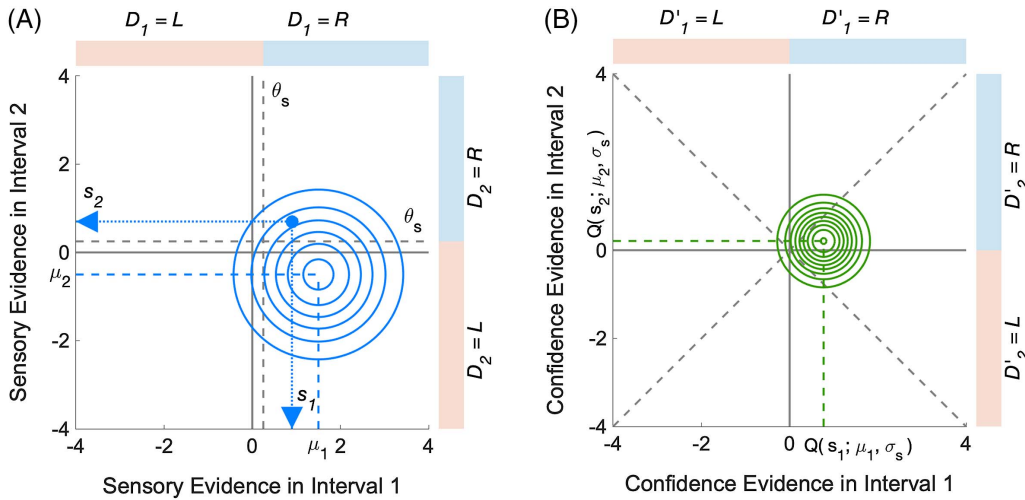 (A)
D1 = L
D1 = R
4
2
0
-2
-4
-4
-2
0
2
4
Sensory Evidence in Interval 2
Sensory Evidence in Interval 1
θs
θs
s2
s1
μ2
μ1
D2 = R
D2 = L
(B)
D'1 = L
D'1 = R
4
0
-2
-4
-4
-2
0
4
Confidence Evidence in Interval 2
Q( s2; μ2, σs)
Q( s1; μ1, σs)
Confidence Evidence in Interval 1
D'2 = R
D'2 = L